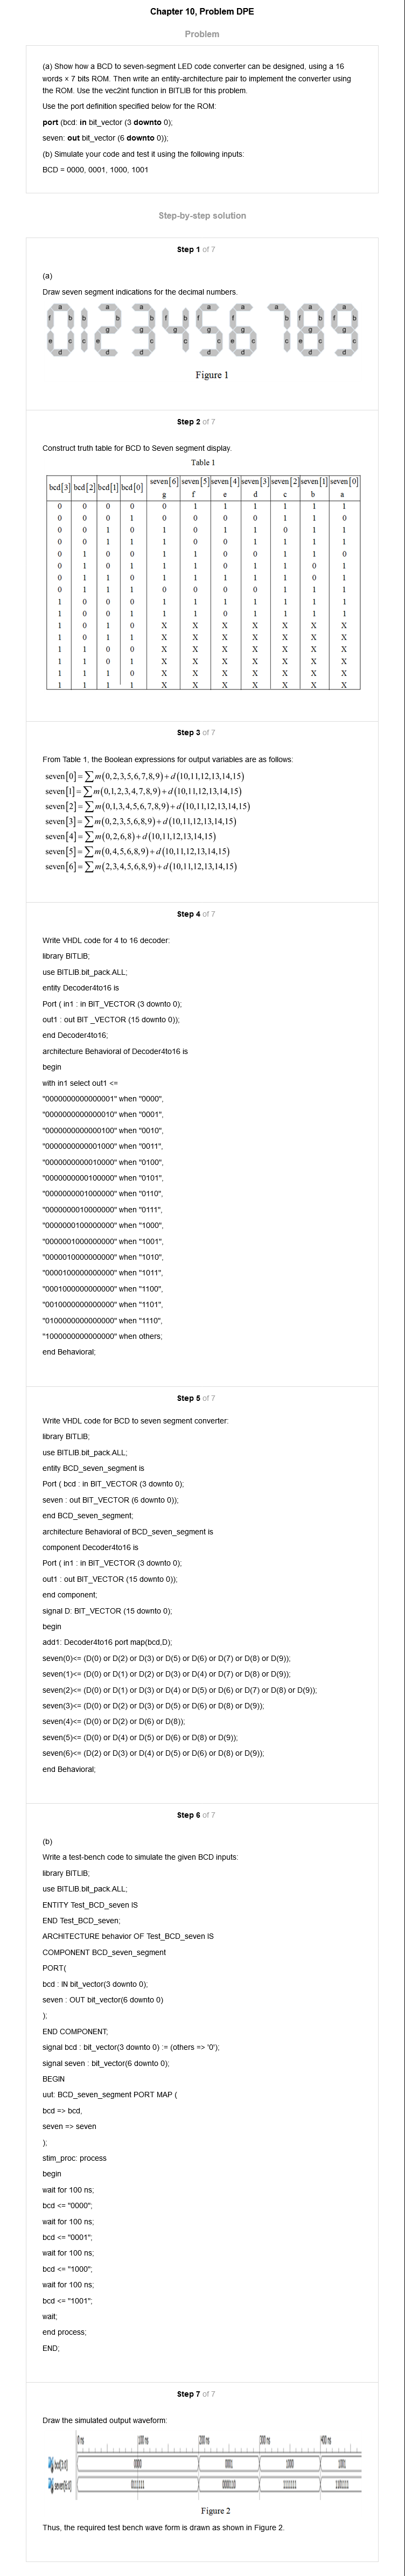 Chapter 10, Problem DPE
Problem
(a) Show how a BCD to seven-segment LED code converter can be designed, using a 16
words × 7 bits ROM. Then write an entity-architecture pair to implement the converter using
the ROM. Use the vec2int function in BITLIB for this problem.
Use the port definition specified below for the ROM:
port (bcd: in bit_vector (3 downto 0);
seven: out bit_vector (6 downto 0));
(b) Simulate your code and test it using the following inputs:
BCD = 0000, 0001, 1000, 1001
Step-by-step solution
Step 1 of 7
(a)
Draw seven segment indications for the decimal numbers.
Figure 1
Step 2 of 7
Construct truth table for BCD to Seven segment display.
Table 1
bcd[3] bcd[2] bcd[1] bcd[0] seven[6] seven[5] seven[4] seven[3] seven[2] seven[1] seven[0]
g f e d c b a
0 0 0 0 0 1 1 1 1 1 1
0 0 0 1 0 0 0 0 1 1 0
0 0 1 0 1 0 1 1 0 1 1
0 0 1 1 1 0 0 1 1 1 1
0 1 0 0 1 1 0 0 1 1 0
0 1 0 1 1 1 0 1 1 0 1
0 1 1 0 1 1 1 1 1 0 1
0 1 1 1 0 0 0 0 1 1 1
1 0 0 0 1 1 1 1 1 1 1
1 0 0 1 1 1 0 1 1 1 1
1 0 1 0 X X X X X X X
1 0 1 1 X X X X X X X
1 1 0 0 X X X X X X X
1 1 0 1 X X X X X X X
1 1 1 0 X X X X X X X
1 1 1 1 X X X X X X X
Step 3 of 7
From Table 1, the Boolean expressions for output variables are as follows:
seven[0] = ∑m(0,2,3,5,6,7,8,9)+d(10,11,12,13,14,15)
seven[1] = ∑m(0,1,2,3,4,7,8,9)+d(10,11,12,13,14,15)
seven[2] = ∑m(0,1,3,4,5,6,7,8,9)+d(10,11,12,13,14,15)
seven[3] = ∑m(0,2,3,5,6,8,9)+d(10,11,12,13,14,15)
seven[4] = ∑m(0,2,6,8)+d(10,11,12,13,14,15)
seven[5] = ∑m(0,4,5,6,8,9)+d(10,11,12,13,14,15)
seven[6] = ∑m(2,3,4,5,6,8,9)+d(10,11,12,13,14,15)
Step 4 of 7
Write VHDL code for 4 to 16 decoder:
library BITLIB;
use BITLIB.bit_pack.ALL;
entity Decoder4to16 is
Port ( in1 : in BIT_VECTOR (3 downto 0);
out1 : out BIT _VECTOR (15 downto 0));
end Decoder4to16;
architecture Behavioral of Decoder4to16 is
begin
with in1 select out1 <=
"0000000000000001" when "0000",
"0000000000000010" when "0001",
"0000000000000100" when "0010",
"0000000000001000" when "0011",
"0000000000010000" when "0100",
"0000000000100000" when "0101",
"0000000001000000" when "0110",
"0000000010000000" when "0111",
"0000000100000000" when "1000",
"0000001000000000" when "1001",
"0000010000000000" when "1010",
"0000100000000000" when "1011",
"0001000000000000" when "1100",
"0010000000000000" when "1101",
"0100000000000000" when "1110",
"1000000000000000" when others;
end Behavioral;
Step 5 of 7
Write VHDL code for BCD to seven segment converter:
library BITLIB;
use BITLIB.bit_pack.ALL;
entity BCD_seven_segment is
Port ( bcd : in BIT_VECTOR (3 downto 0);
seven : out BIT_VECTOR (6 downto 0));
end BCD_seven_segment;
architecture Behavioral of BCD_seven_segment is
component Decoder4to16 is
Port ( in1 : in BIT_VECTOR (3 downto 0);
out1 : out BIT_VECTOR (15 downto 0));
end component;
signal D: BIT_VECTOR (15 downto 0);
begin
add1: Decoder4to16 port map(bcd,D);
seven(0)<= (D(0) or D(2) or D(3) or D(5) or D(6) or D(7) or D(8) or D(9));
seven(1)<= (D(0) or D(1) or D(2) or D(3) or D(4) or D(7) or D(8) or D(9));
seven(2)<= (D(0) or D(1) or D(3) or D(4) or D(5) or D(6) or D(7) or D(8) or D(9));
seven(3)<= (D(0) or D(2) or D(3) or D(5) or D(6) or D(8) or D(9));
seven(4)<= (D(0) or D(2) or D(6) or D(8));
seven(5)<= (D(0) or D(4) or D(5) or D(6) or D(8) or D(9));
seven(6)<= (D(2) or D(3) or D(4) or D(5) or D(6) or D(8) or D(9));
end Behavioral;
Step 6 of 7
(b)
Write a test-bench code to simulate the given BCD inputs:
library BITLIB;
use BITLIB.bit_pack.ALL;
ENTITY Test_BCD_seven IS
END Test_BCD_seven;
ARCHITECTURE behavior OF Test_BCD_seven IS
COMPONENT BCD_seven_segment
PORT(
bcd : IN bit_vector(3 downto 0);
seven : OUT bit_vector(6 downto 0)
);
END COMPONENT;
signal bcd : bit_vector(3 downto 0) := (others => '0');
signal seven : bit_vector(6 downto 0);
BEGIN
uut: BCD_seven_segment PORT MAP (
bcd => bcd,
seven => seven
);
stim_proc: process
begin
wait for 100 ns;
bcd <= "0000";
wait for 100 ns;
bcd <= "0001";
wait for 100 ns;
bcd <= "1000";
wait for 100 ns;
bcd <= "1001";
wait;
end process;
END;
Step 7 of 7
Draw the simulated output waveform:
0 ns 100 ns 200 ns 300 ns 400 ns
bcd[3:0] 0000 0001 1000 1001
seven[6:0] 0111111 0000110 1111111 1101111
Figure 2
Thus, the required test bench wave form is drawn as shown in Figure 2.